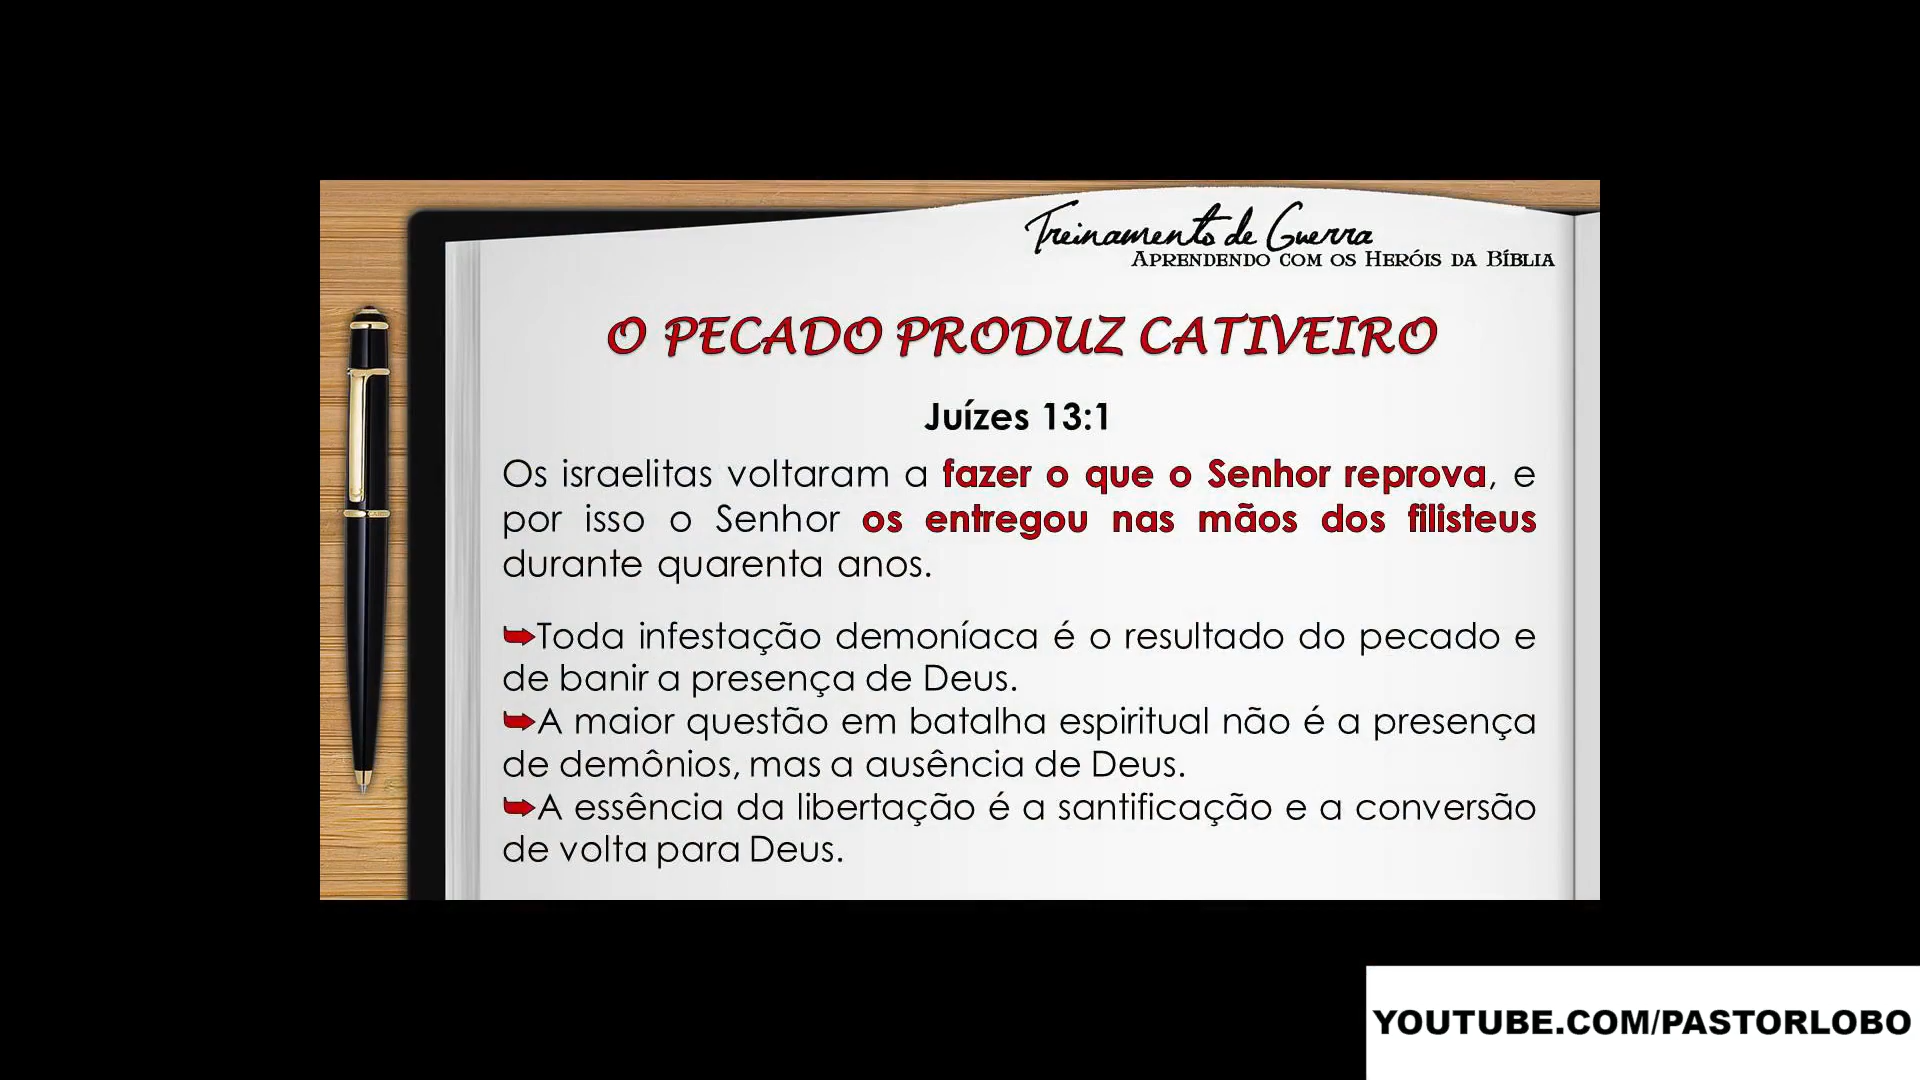 Treinamento de Guerra
Aprendendo com os Heróis da Bíblia
O PECADO PRODUZ CATIVEIRO
Juízes 13:1
Os israelitas voltaram a fazer o que o Senhor reprova, e
por isso o Senhor os entregou nas mãos dos filisteus
durante quarenta anos.
➥Toda infestação demoníaca é o resultado do pecado e
de banir a presença de Deus.
➥A maior questão em batalha espiritual não é a presença
de demônios, mas a ausência de Deus.
➥A essência da libertação é a santificação e a conversão
de volta para Deus.
YOUTUBE.COM/PASTORLOBO